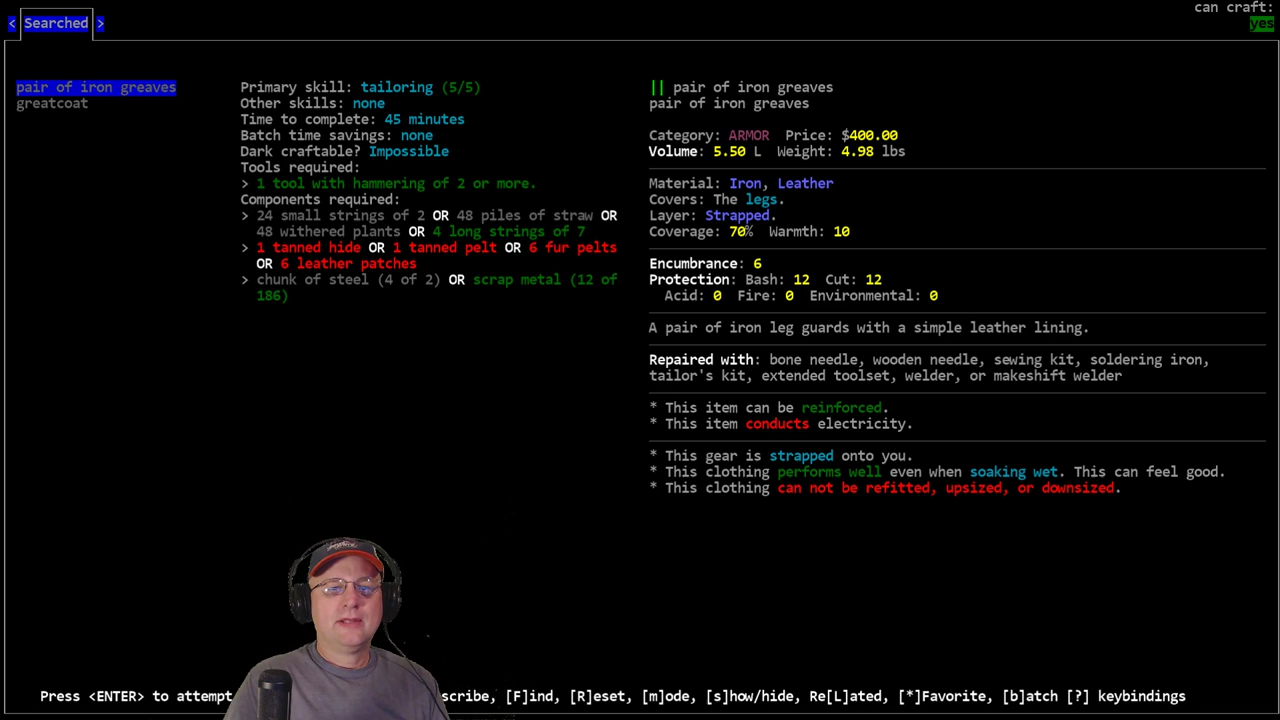 can craft:
< Searched >
yes
pair of iron greaves
greatcoat
Primary skill: tailoring (5/5)
Other skills: none
Time to complete: 45 minutes
Batch time savings: none
Dark craftable? Impossible
Tools required:
> 1 tool with hammering of 2 or more.
Components required:
> 24 small strings of 2 OR 48 piles of straw OR
48 withered plants OR 4 long strings of 7
> 1 tanned hide OR 1 tanned pelt OR 6 fur pelts
OR 6 leather patches
> chunk of steel (4 of 2) OR scrap metal (12 of
186)
|| pair of iron greaves
pair of iron greaves
Category: ARMOR Price: $400.00
Volume: 5.50 L Weight: 4.98 lbs
Material: Iron, Leather
Covers: The legs.
Layer: Strapped.
Coverage: 70% Warmth: 10
Encumbrance: 6
Protection: Bash: 12 Cut: 12
Acid: 0 Fire: 0 Environmental: 0
A pair of iron leg guards with a simple leather lining.
Repaired with: bone needle, wooden needle, sewing kit, soldering iron,
tailor's kit, extended toolset, welder, or makeshift welder
* This item can be reinforced.
* This item conducts electricity.
* This gear is strapped onto you.
* This clothing performs well even when soaking wet. This can feel good.
* This clothing can not be refitted, upsized, or downsized.
Press <ENTER> to attempt scribe, [F]ind, [R]eset, [m]ode, [s]how/hide, Re[L]ated, [*]Favorite, [b]atch [?] keybindings